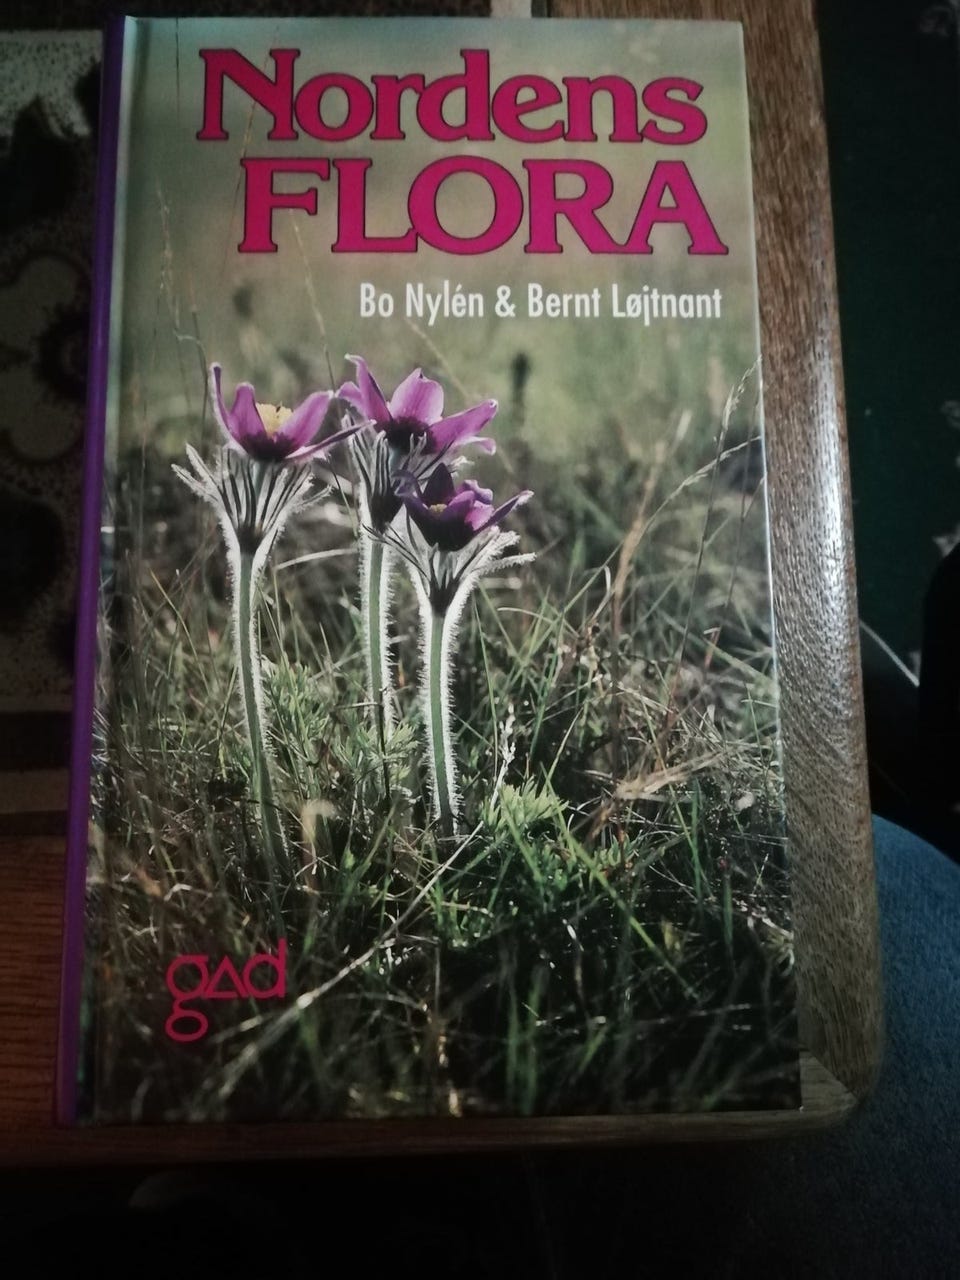 Nordens
FLORA
Bo Nylén & Bernt Løjtnant
gad